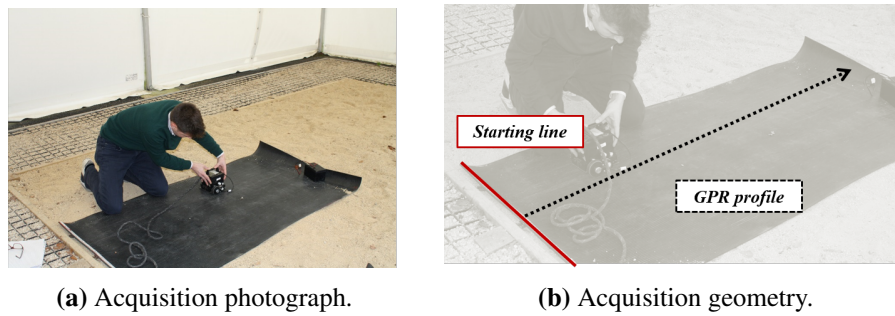 Starting line
GPR profile
(a) Acquisition photograph.
(b) Acquisition geometry.